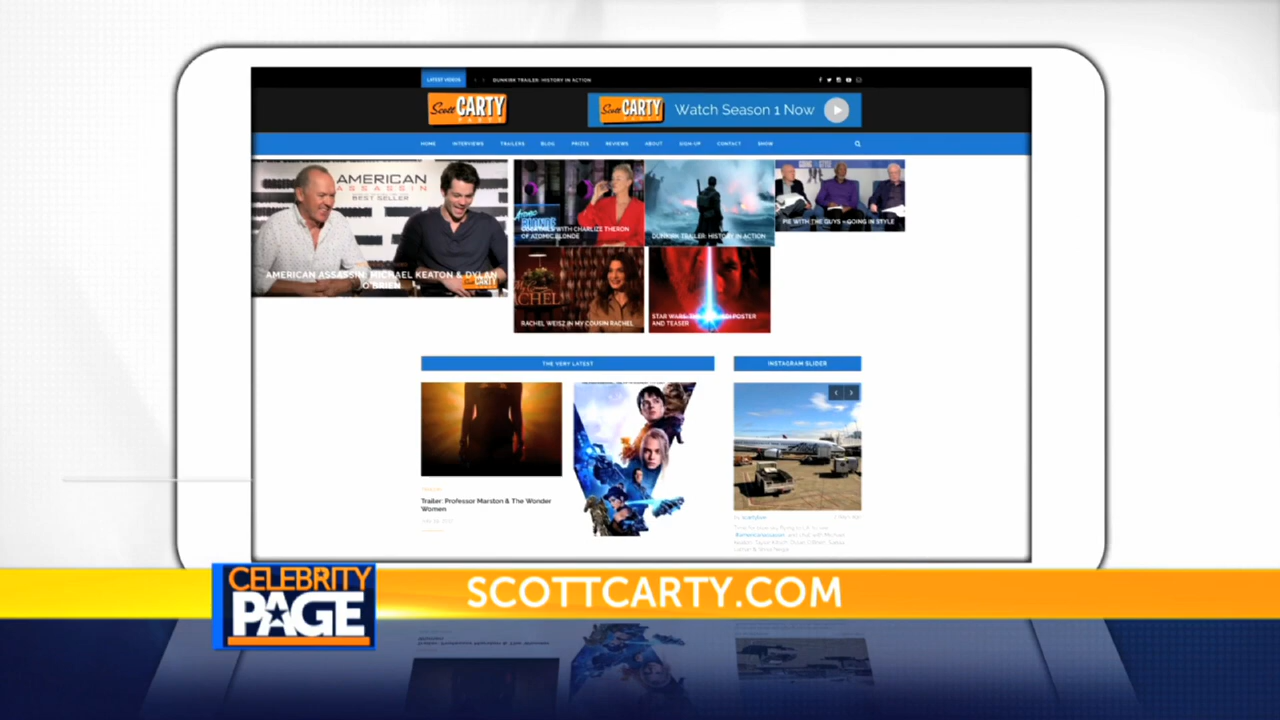 LATEST VIDEOS
DUNKIRK TRAILER: HISTORY IN ACTION
Scott CARTY
Scott CARTY
Watch Season 1 Now
HOME INTERVIEWS TRAILERS BLOG PRIZES REVIEWS ABOUT SIGN-UP CONTACT SHOW
AMERICAN
ASSASSIN
BEST SELLER
AMERICAN ASSASSIN: MICHAEL KEATON & DYLAN
O'BRIEN
COCKTAILS WITH CHARLIZE THERON
OF ATOMIC BLONDE
DUNKIRK TRAILER: HISTORY IN ACTION
PIE WITH THE GUYS - GOING IN STYLE
RACHEL WEISZ IN MY COUSIN RACHEL
STAR WARS: THE
POSTER
AND TEASER
THE VERY LATEST
INSTAGRAM SLIDER
Trailer: Professor Marston & The Wonder
Women
CELEBRITY
PAGE
SCOTTCARTY.COM